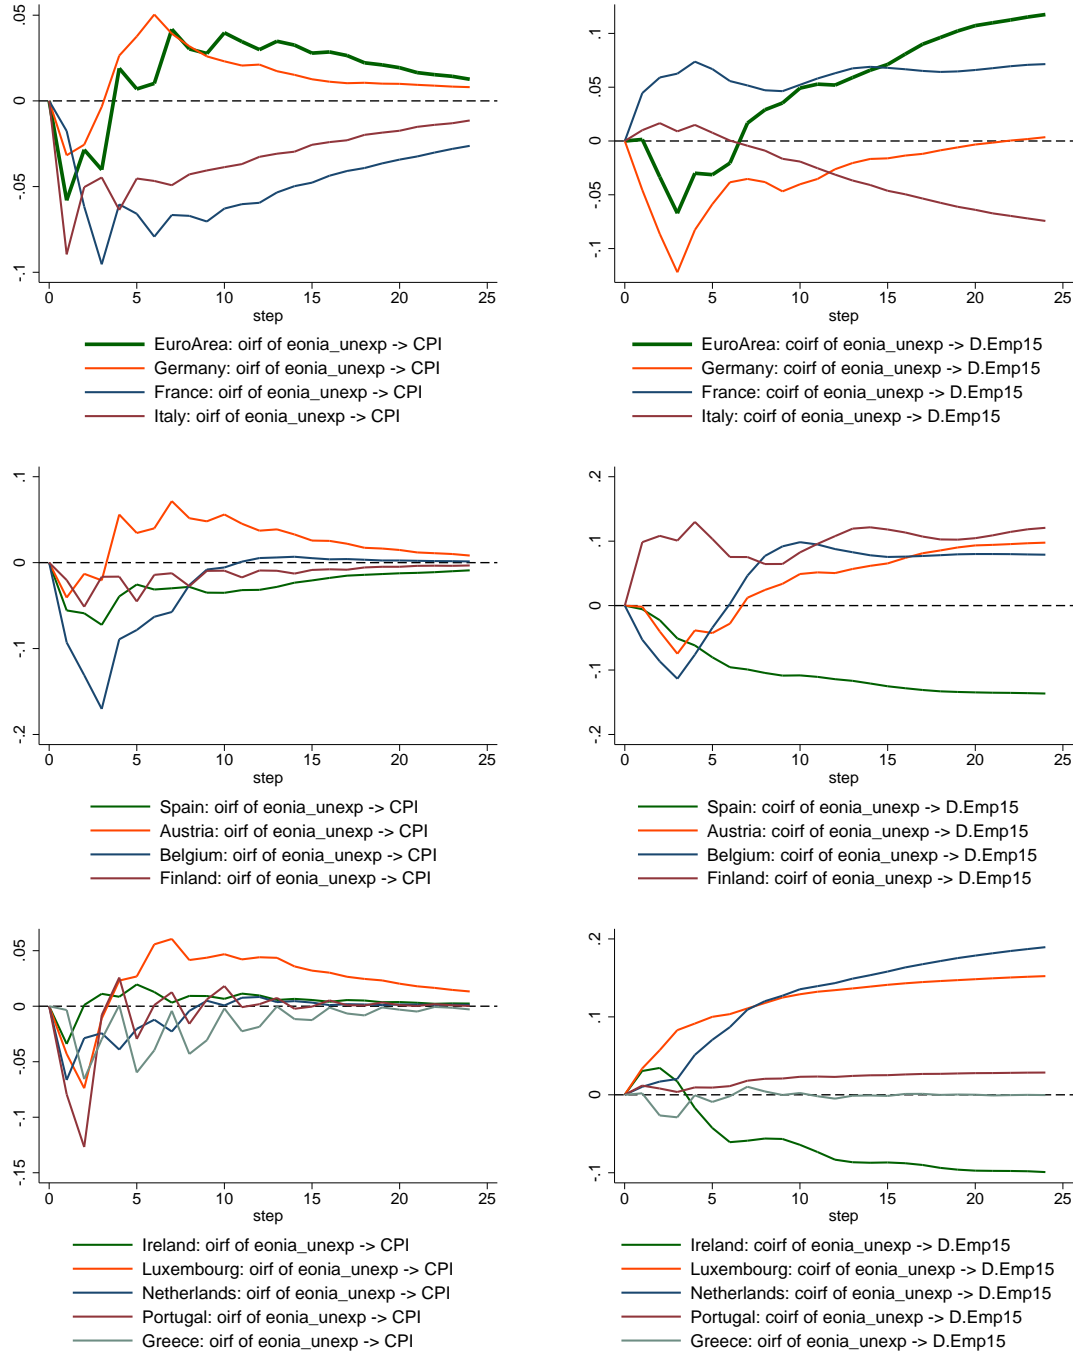 .05
0
-.05
-.1
0 5 10 15 20 25
step
EuroArea: oirf of eonia_unexp -> CPI
Germany: oirf of eonia_unexp -> CPI
France: oirf of eonia_unexp -> CPI
Italy: oirf of eonia_unexp -> CPI
.1
.05
0
-.05
-.1
0 5 10 15 20 25
step
EuroArea: coirf of eonia_unexp -> D.Emp15
Germany: coirf of eonia_unexp -> D.Emp15
France: coirf of eonia_unexp -> D.Emp15
Italy: coirf of eonia_unexp -> D.Emp15
.1
0
-.1
-.2
0 5 10 15 20 25
step
Spain: oirf of eonia_unexp -> CPI
Austria: oirf of eonia_unexp -> CPI
Belgium: oirf of eonia_unexp -> CPI
Finland: oirf of eonia_unexp -> CPI
.2
.1
0
-.1
-.2
0 5 10 15 20 25
step
Spain: coirf of eonia_unexp -> D.Emp15
Austria: coirf of eonia_unexp -> D.Emp15
Belgium: coirf of eonia_unexp -> D.Emp15
Finland: coirf of eonia_unexp -> D.Emp15
.05
0
-.05
-.1
-.15
0 5 10 15 20 25
step
Ireland: oirf of eonia_unexp -> CPI
Luxembourg: oirf of eonia_unexp -> CPI
Netherlands: oirf of eonia_unexp -> CPI
Portugal: oirf of eonia_unexp -> CPI
Greece: oirf of eonia_unexp -> CPI
.2
.1
0
-.1
0 5 10 15 20 25
step
Ireland: coirf of eonia_unexp -> D.Emp15
Luxembourg: coirf of eonia_unexp -> D.Emp15
Netherlands: coirf of eonia_unexp -> D.Emp15
Portugal: coirf of eonia_unexp -> D.Emp15
Greece: oirf of eonia_unexp -> D.Emp15